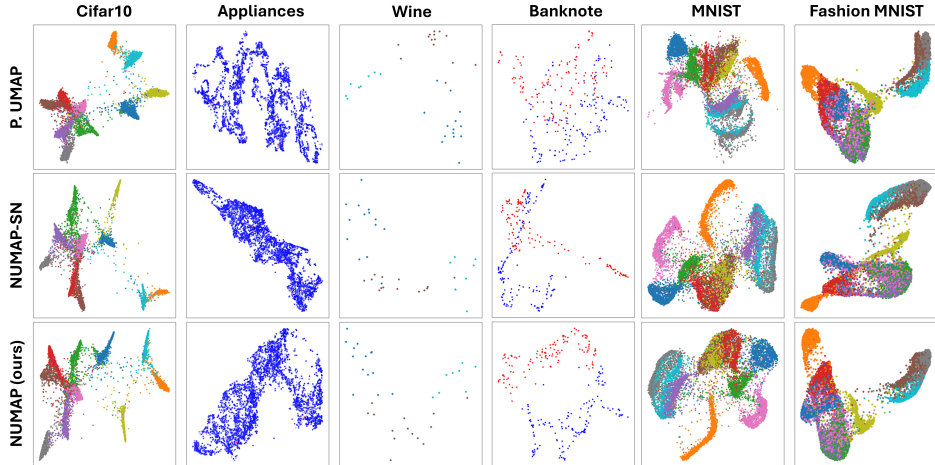 Cifar10 Appliances Wine Banknote MNIST Fashion MNIST
P. UMAP
NUMAP-SN
NUMAP (ours)